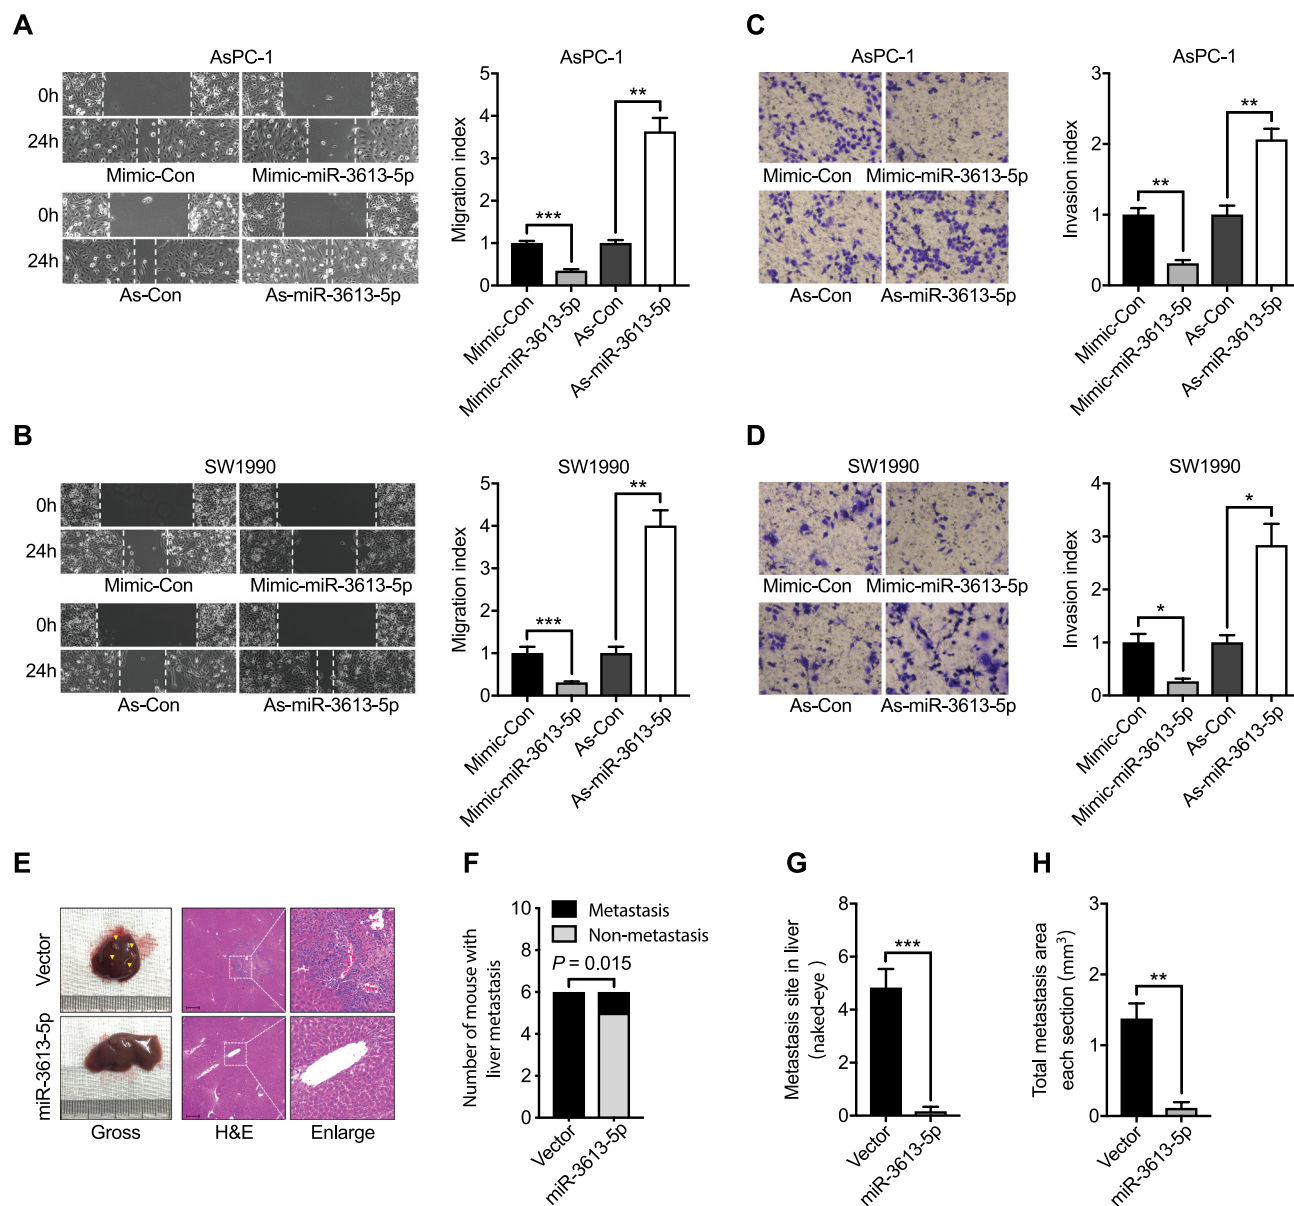 A
AsPC-1
0h
24h
Mimic-Con
Mimic-miR-3613-5p
0h
24h
As-Con
As-miR-3613-5p
AsPC-1
Migration index
5
4
3
2
1
0
***
**
Mimic-Con
Mimic-miR-3613-5p
As-Con
As-miR-3613-5p
C
AsPC-1
Mimic-Con
Mimic-miR-3613-5p
As-Con
As-miR-3613-5p
AsPC-1
Invasion index
3
2
1
0
**
**
Mimic-Con
Mimic-miR-3613-5p
As-Con
As-miR-3613-5p
B
SW1990
0h
24h
Mimic-Con
Mimic-miR-3613-5p
0h
24h
As-Con
As-miR-3613-5p
SW1990
Migration index
5
4
3
2
1
0
***
**
Mimic-Con
Mimic-miR-3613-5p
As-Con
As-miR-3613-5p
D
SW1990
Mimic-Con
Mimic-miR-3613-5p
As-Con
As-miR-3613-5p
SW1990
Invasion index
4
3
2
1
0
*
*
Mimic-Con
Mimic-miR-3613-5p
As-Con
As-miR-3613-5p
E
Vector
miR-3613-5p
Gross
H&E
Enlarge
F
Number of mouse with
liver metastasis
10
8
6
4
2
0
Metastasis
Non-metastasis
P = 0.015
Vector
miR-3613-5p
G
Metastasis site in liver
(naked-eye)
8
6
4
2
0
***
Vector
miR-3613-5p
H
Total metastasis area
each section (mm³)
3
2
1
0
**
Vector
miR-3613-5p